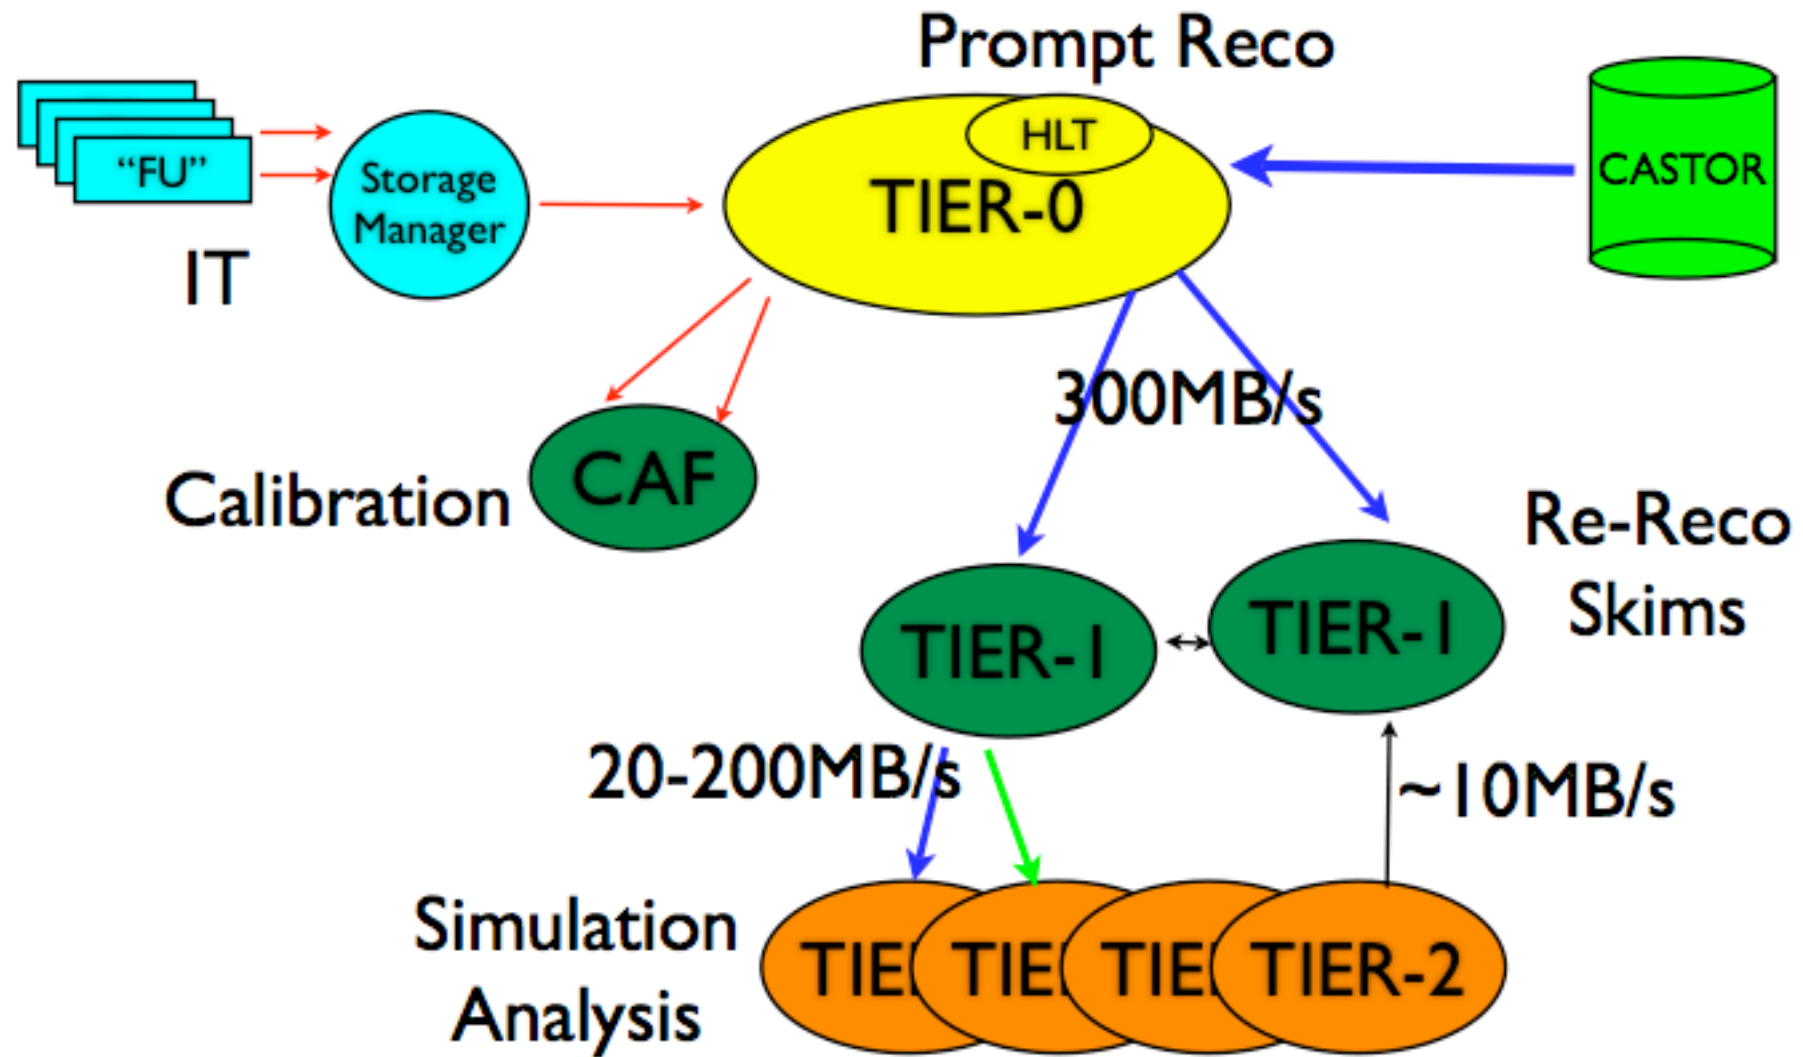 Prompt Reco
HLT
"FU"
Storage
Manager
TIER-0
CASTOR
IT
300MB/s
CAF
Calibration
Re-Reco
Skims
TIER-1
TIER-1
20-200MB/s
~10MB/s
Simulation
Analysis
TIE
TIE
TIE
TIER-2